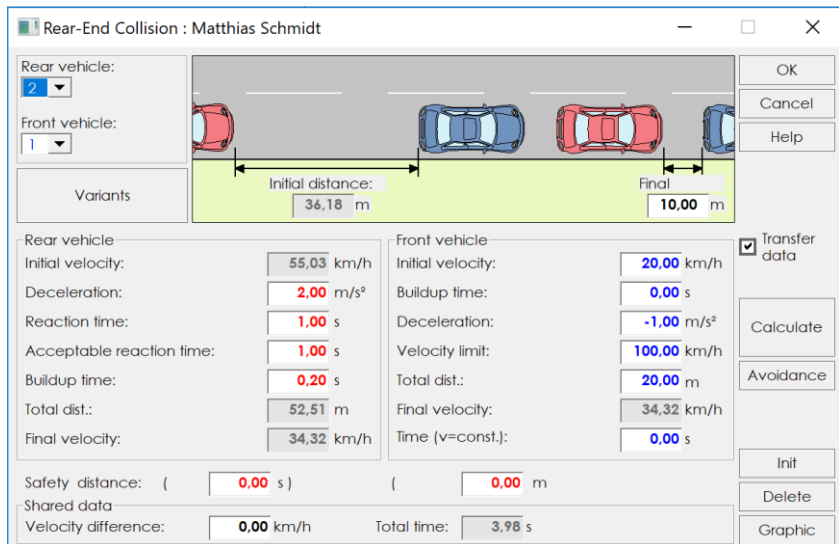 Rear-End Collision : Matthias Schmidt
Rear vehicle:
2
Front vehicle:
1
Variants
Initial distance:
36,18 m
Final
10,00 m
OK
Cancel
Help
Transfer data
Calculate
Avoidance
Init
Delete
Graphic
Rear vehicle
Initial velocity: 55,03 km/h
Deceleration: 2,00 m/s²
Reaction time: 1,00 s
Acceptable reaction time: 1,00 s
Buildup time: 0,20 s
Total dist.: 52,51 m
Final velocity: 34,32 km/h
Front vehicle
Initial velocity: 20,00 km/h
Buildup time: 0,00 s
Deceleration: -1,00 m/s²
Velocity limit: 100,00 km/h
Total dist.: 20,00 m
Final velocity: 34,32 km/h
Time (v=const.): 0,00 s
Safety distance: ( 0,00 s ) ( 0,00 m
Shared data
Velocity difference: 0,00 km/h Total time: 3,98 s